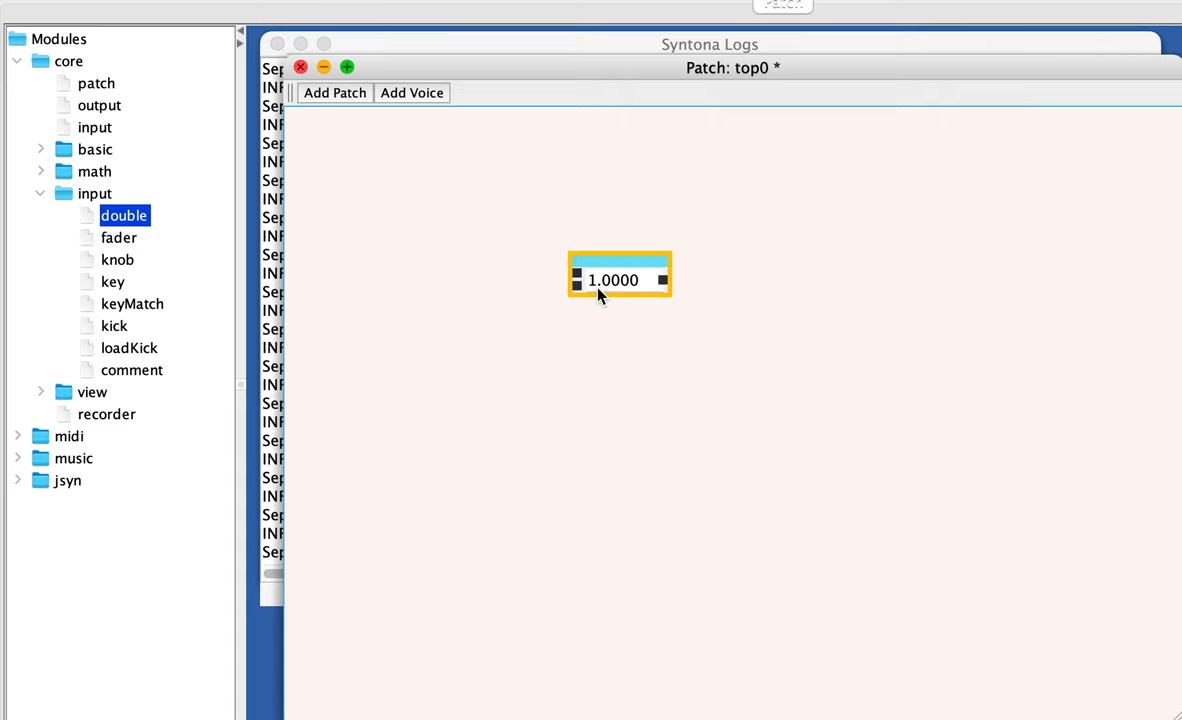 Patch
Modules
core
patch
output
input
basic
math
input
double
fader
knob
key
keyMatch
kick
loadKick
comment
view
recorder
midi
music
jsyn
Syntona Logs
Patch: top0 *
Add Patch
Add Voice
1.0000